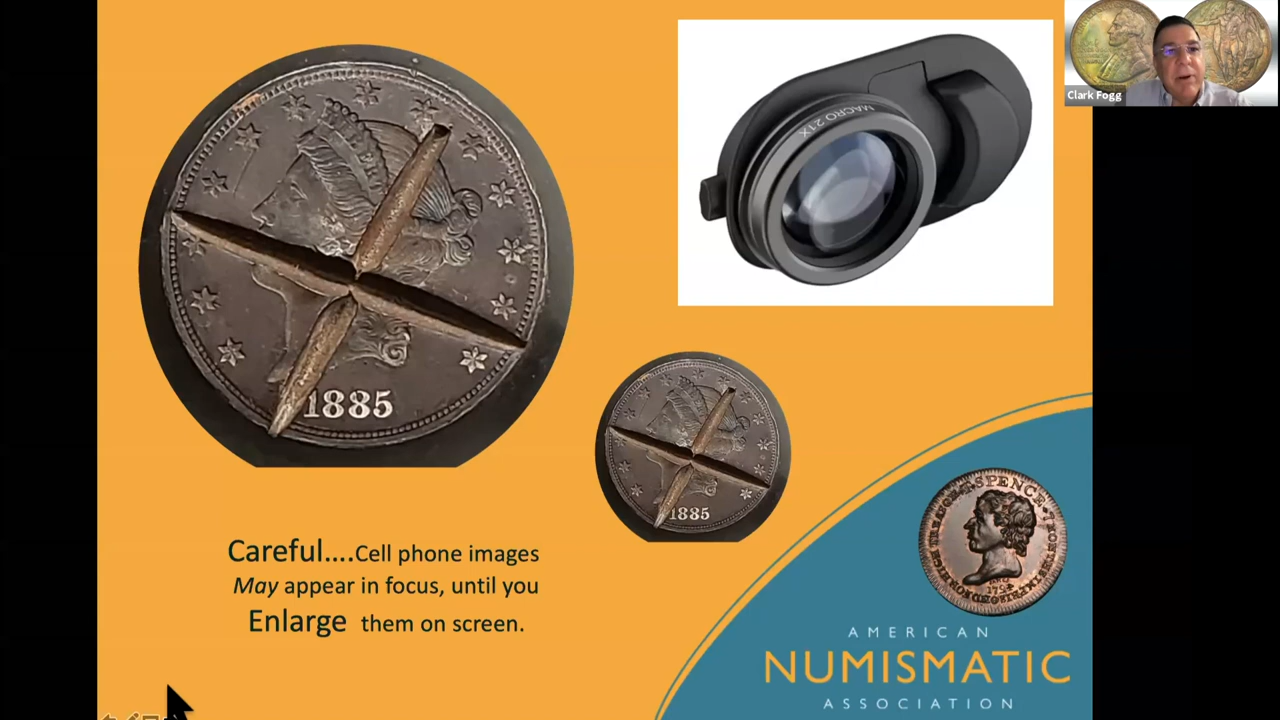 MACRO 21X
Clark Fogg
1885
1885
Careful....Cell phone images
May appear in focus, until you
Enlarge them on screen.
SPENCE
AMERICAN
NUMISMATIC
ASSOCIATION